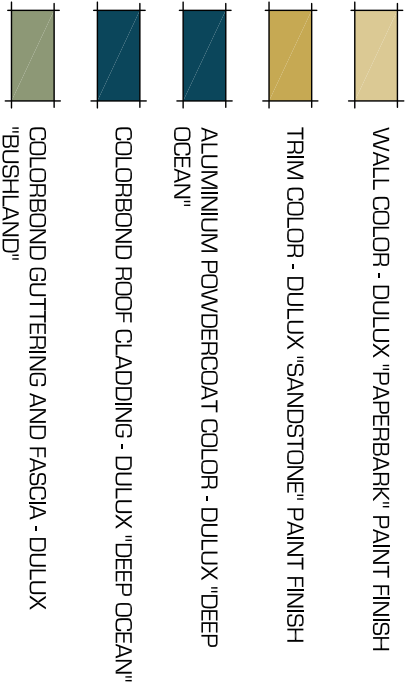 WALL COLOR - DULUX "PAPERBARK" PAINT FINISH
TRIM COLOR - DULUX "SANDSTONE" PAINT FINISH
ALUMINIUM POWDERCOAT COLOR - DULUX "DEEP
OCEAN"
COLORBOND ROOF CLADDING - DULUX "DEEP OCEAN"
COLORBOND GUTTERING AND FASCIA - DULUX
"BUSHLAND"